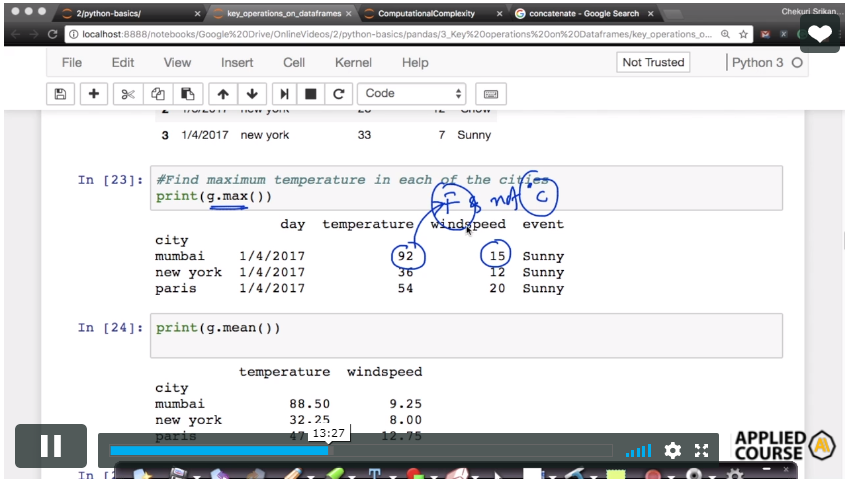 2/python-basics/ key_operations_on_dataframes ComputationalComplexity concatenate - Google Search Chekuri Srikan..
localhost:8888/notebooks/Google%20Drive/OnlineVideos/2/python-basics/pandas/3_Key%20operations%20on%20Dataframes/key_operations_o...
File Edit View Insert Cell Kernel Help Not Trusted Python 3
Code
3 1/4/2017 new york 33 7 Sunny
In [23]: #Find maximum temperature in each of the cities
print(g.max())
F & not °C
day temperature windspeed event
city
mumbai 1/4/2017 92 15 Sunny
new york 1/4/2017 36 12 Sunny
paris 1/4/2017 54 20 Sunny
In [24]: print(g.mean())
temperature windspeed
city
mumbai 88.50 9.25
new york 32.25 8.00
paris 12.75
13:27
APPLIED
COURSE